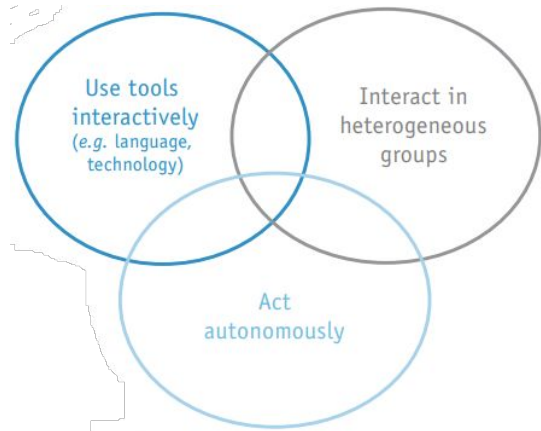 Use tools
interactively
(e.g. language,
technology)
Interact in
heterogeneous
groups
Act
autonomously